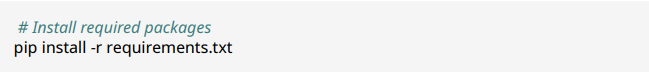 # Install required packages
pip install -r requirements.txt